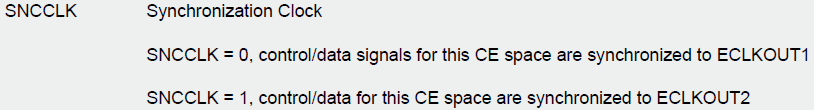 SNCCLK Synchronization Clock
SNCCLK = 0, control/data signals for this CE space are synchronized to ECLKOUT1
SNCCLK = 1, control/data for this CE space are synchronized to ECLKOUT2